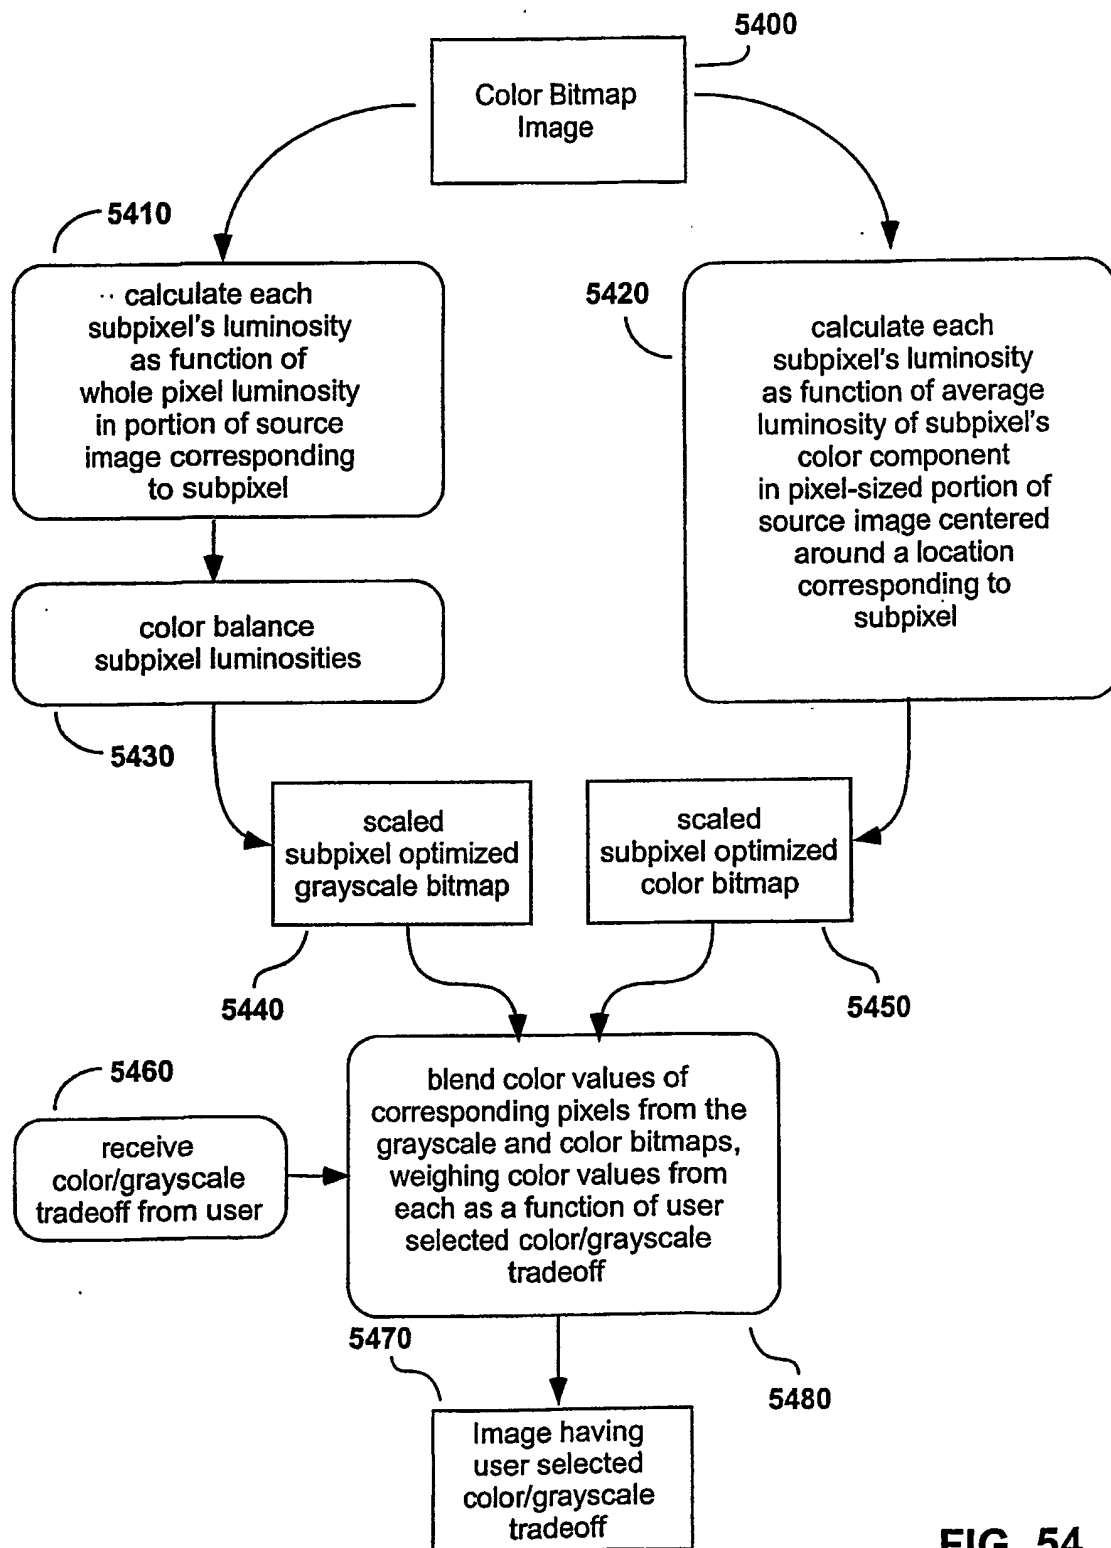 5400
Color Bitmap
Image
5410
calculate each
subpixel's luminosity
as function of
whole pixel luminosity
in portion of source
image corresponding
to subpixel
5420
calculate each
subpixel's luminosity
as function of average
luminosity of subpixel's
color component
in pixel-sized portion of
source image centered
around a location
corresponding to
subpixel
color balance
subpixel luminosities
5430
scaled
subpixel optimized
grayscale bitmap
scaled
subpixel optimized
color bitmap
5440
5450
5460
receive
color/grayscale
tradeoff from user
blend color values of
corresponding pixels from the
grayscale and color bitmaps,
weighing color values from
each as a function of user
selected color/grayscale
tradeoff
5470
5480
Image having
user selected
color/grayscale
tradeoff
FIG. 54